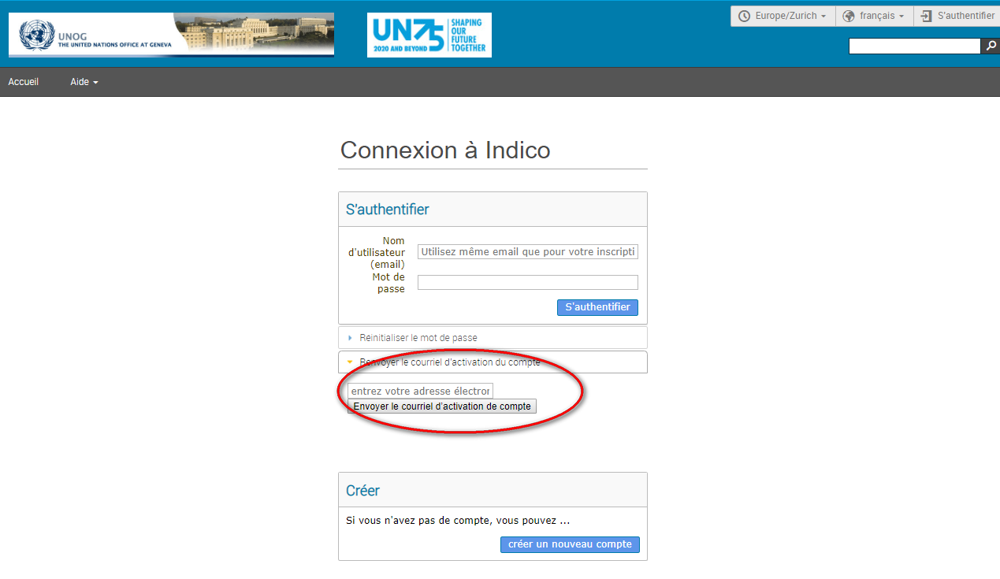 UNOG
THE UNITED NATIONS OFFICE AT GENEVA
UN75
2020 AND BEYOND
SHAPING
OUR
FUTURE
TOGETHER
Europe/Zurich
français
S'authentifier
Accueil
Aide
Connexion à Indico
S'authentifier
Nom
d'utilisateur
(email)
Utilisez même email que pour votre inscripti
Mot de
passe
S'authentifier
Réinitialiser le mot de passe
Renvoyer le courriel d'activation du compte
entrez votre adresse électror
Envoyer le courriel d'activation de compte
Créer
Si vous n'avez pas de compte, vous pouvez ...
créer un nouveau compte